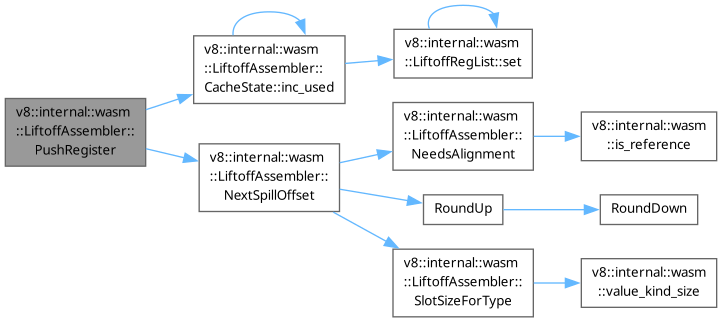 v8::internal::wasm
::LiftoffAssembler::
PushRegister
v8::internal::wasm
::LiftoffAssembler::
CacheState::inc_used
v8::internal::wasm
::LiftoffRegList::set
v8::internal::wasm
::LiftoffAssembler::
NextSpillOffset
v8::internal::wasm
::LiftoffAssembler::
NeedsAlignment
v8::internal::wasm
::is_reference
RoundUp
RoundDown
v8::internal::wasm
::LiftoffAssembler::
SlotSizeForType
v8::internal::wasm
::value_kind_size